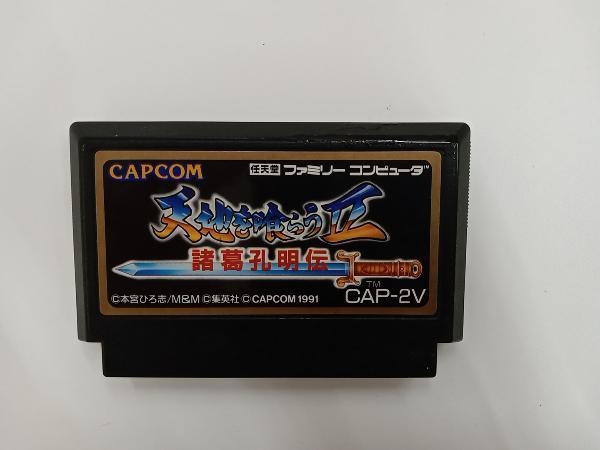 CAPCOM 任天堂 ファミリー コンピュータ™
天地を喰らうII
諸葛孔明伝
TM
CAP-2V
©本宮ひろ志/M&M ©集英社 ©CAPCOM 1991